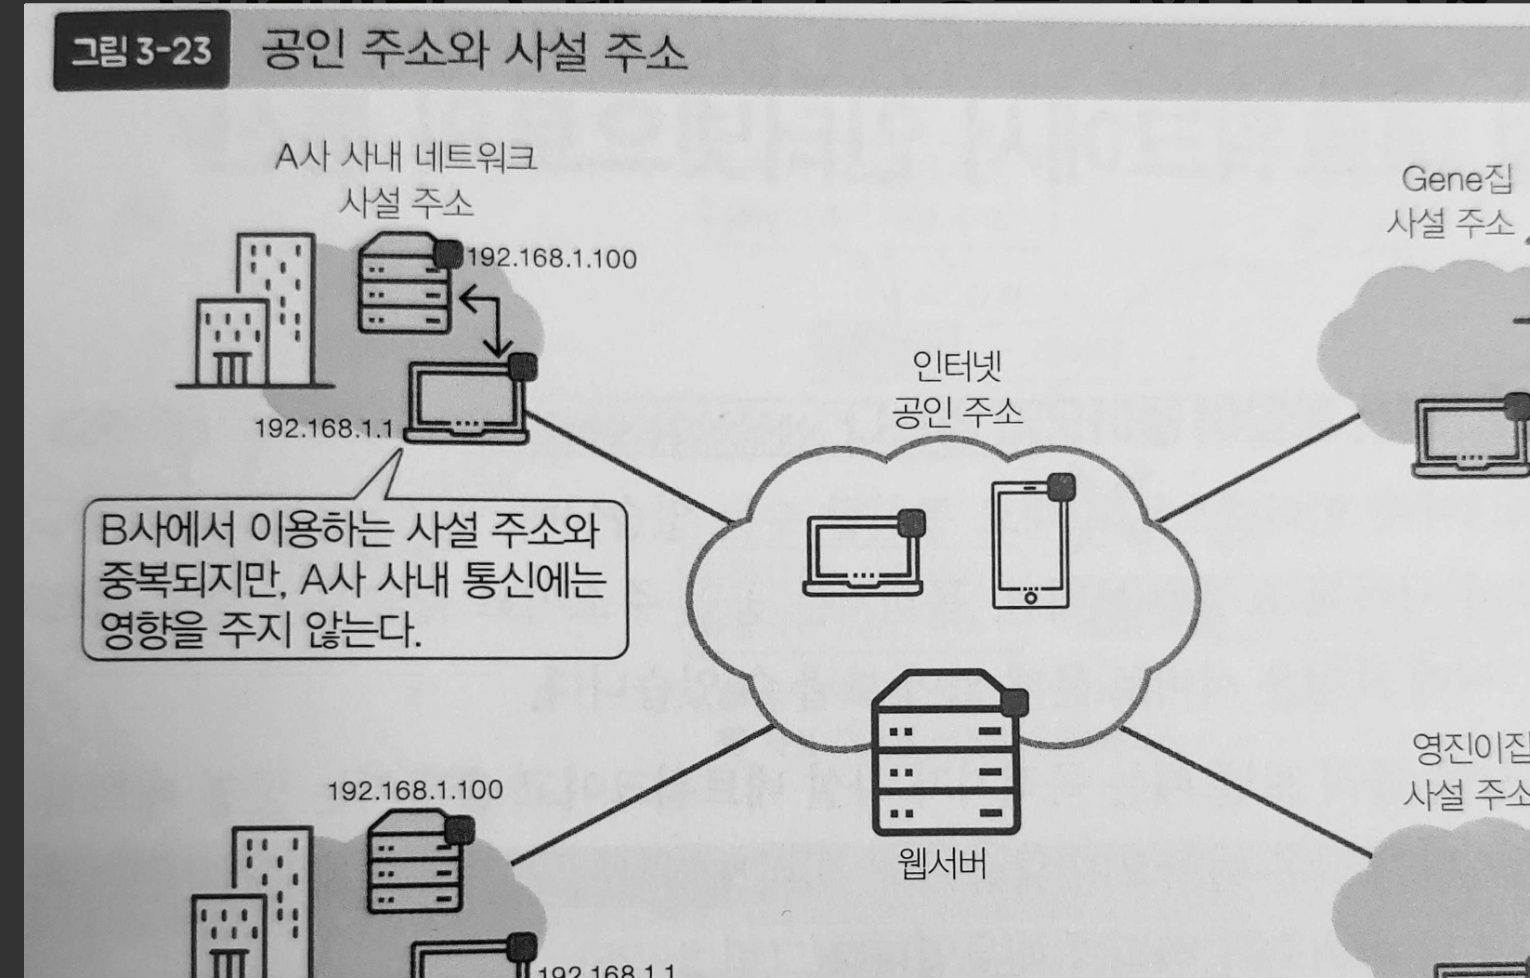 그림 3-23
공인 주소와 사설 주소
A사 사내 네트워크
사설 주소
192.168.1.100
192.168.1.1
B사에서 이용하는 사설 주소와
중복되지만, A사 사내 통신에는
영향을 주지 않는다.
인터넷
공인 주소
웹서버
Gene집
사설 주소
192.168.1.100
192.168.1.1
영진이집
사설 주소